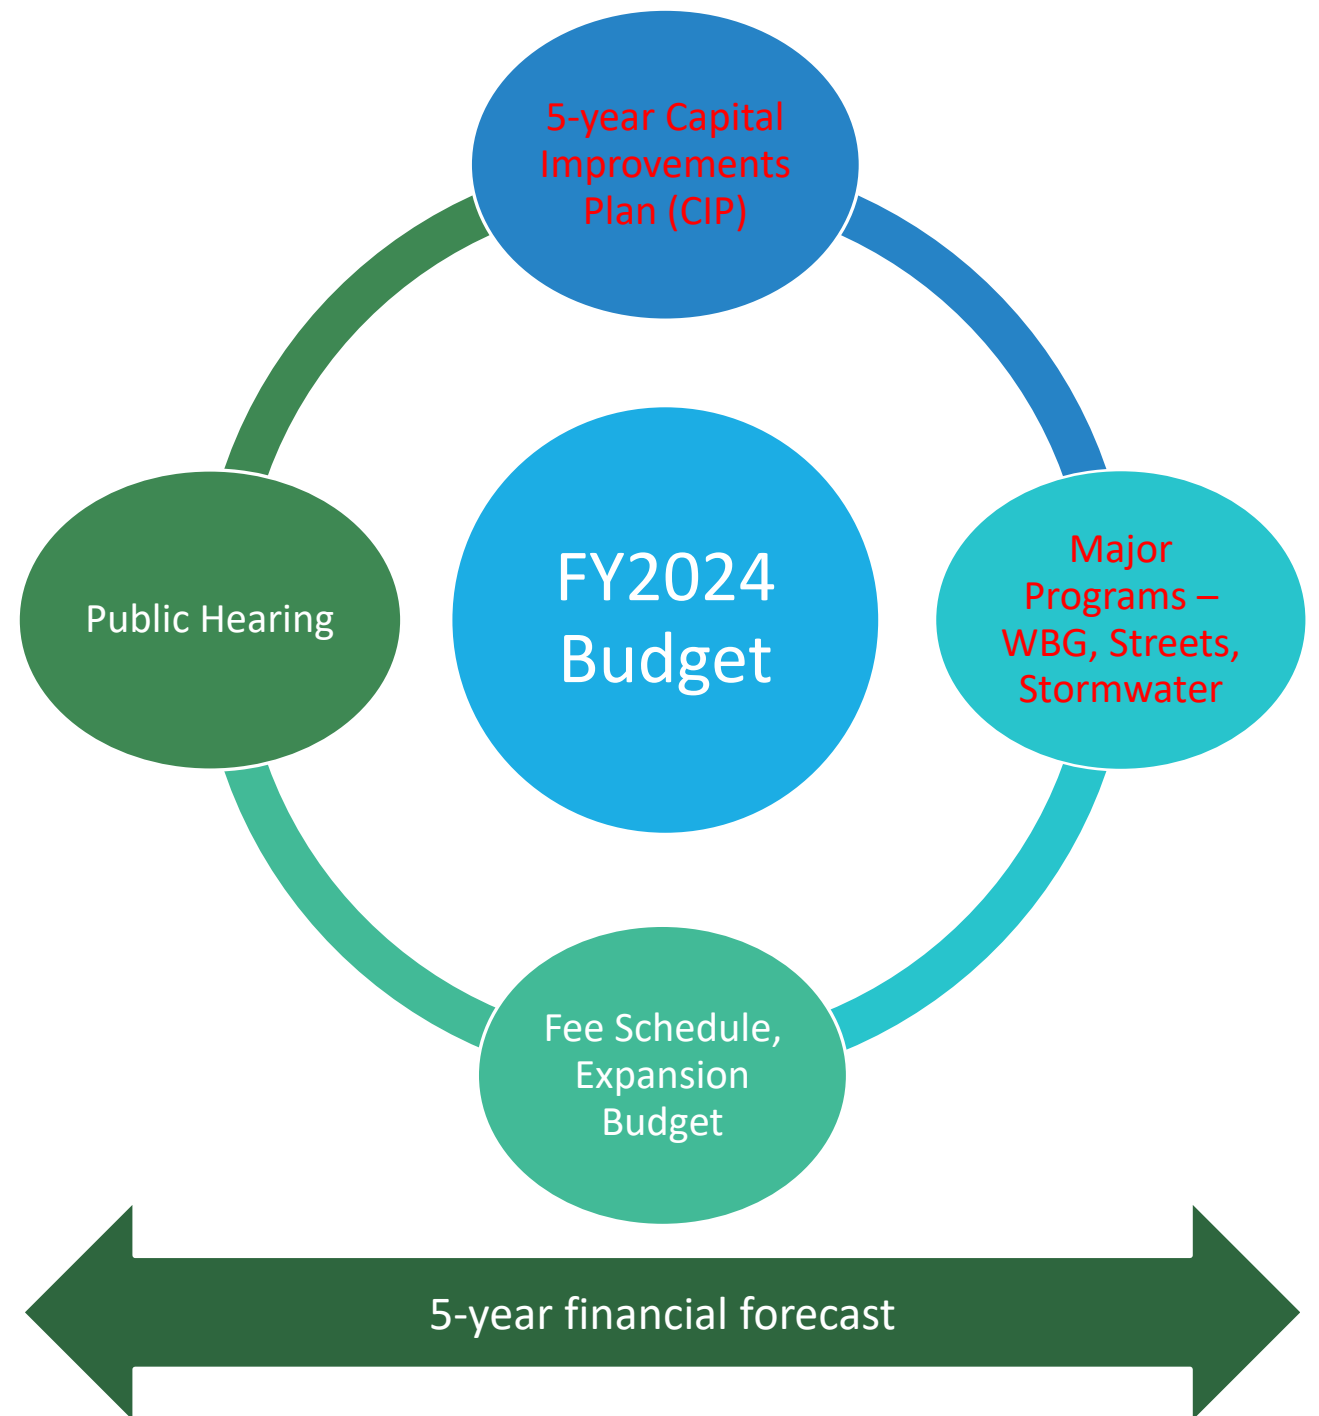 5-year Capital
Improvements
Plan (CIP)
Major
Programs –
WBG, Streets,
Stormwater
Public Hearing
FY2024
Budget
Fee Schedule,
Expansion
Budget
5-year financial forecast